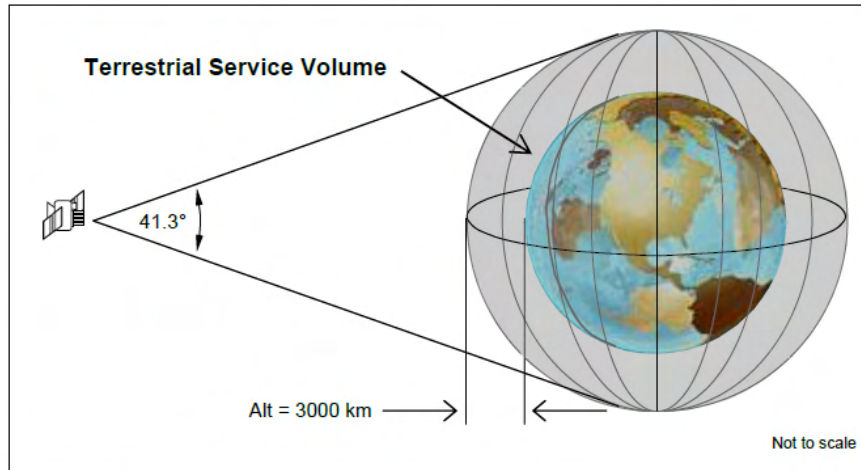 Terrestrial Service Volume
41.3°
Alt = 3000 km
Not to scale